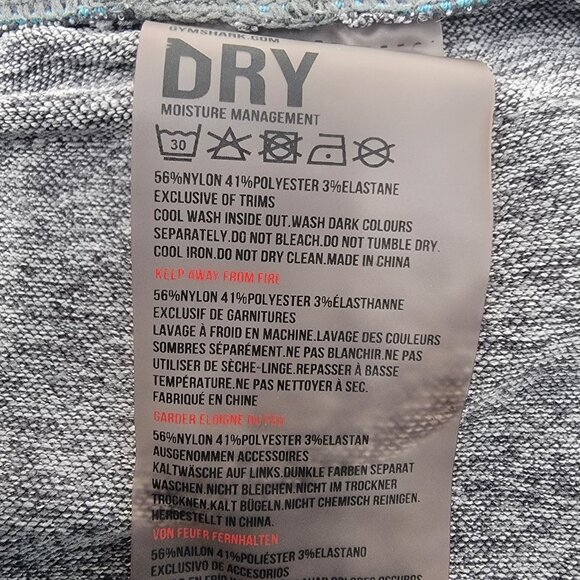 GYMSHARK.COM
DRY
MOISTURE MANAGEMENT
30
56%NYLON 41%POLYESTER 3%ELASTANE
EXCLUSIVE OF TRIMS
COOL WASH INSIDE OUT.WASH DARK COLOURS
SEPARATELY.DO NOT BLEACH.DO NOT TUMBLE DRY.
COOL IRON.DO NOT DRY CLEAN.MADE IN CHINA
KEEP AWAY FROM FIRE
56%NYLON 41%POLYESTER 3%ÉLASTHANNE
EXCLUSIF DE GARNITURES
LAVAGE À FROID EN MACHINE.LAVAGE DES COULEURS
SOMBRES SÉPARÉMENT.NE PAS BLANCHIR.NE PAS
UTILISER DE SÈCHE-LINGE.REPASSER À BASSE
TEMPÉRATURE.NE PAS NETTOYER À SEC.
FABRIQUÉ EN CHINE
GARDER ELOIGNE
56%NYLON 41%POLYESTER 3%ELASTAN
AUSGENOMMEN ACCESSOIRES
KALTWÄSCHE AUF LINKS.DUNKLE FARBEN SEPARAT
WASCHEN.NICHT BLEICHEN.NICHT IM TROCKNER
TROCKNEN.KALT BÜGELN.NICHT CHEMISCH REINIGEN.
HERGESTELLT IN CHINA.
VON FEUER FERNHALTEN
56%NAILON 41%POLIÉSTER 3%ELASTANO
EXCLUSIVO DE ACCESORIOS